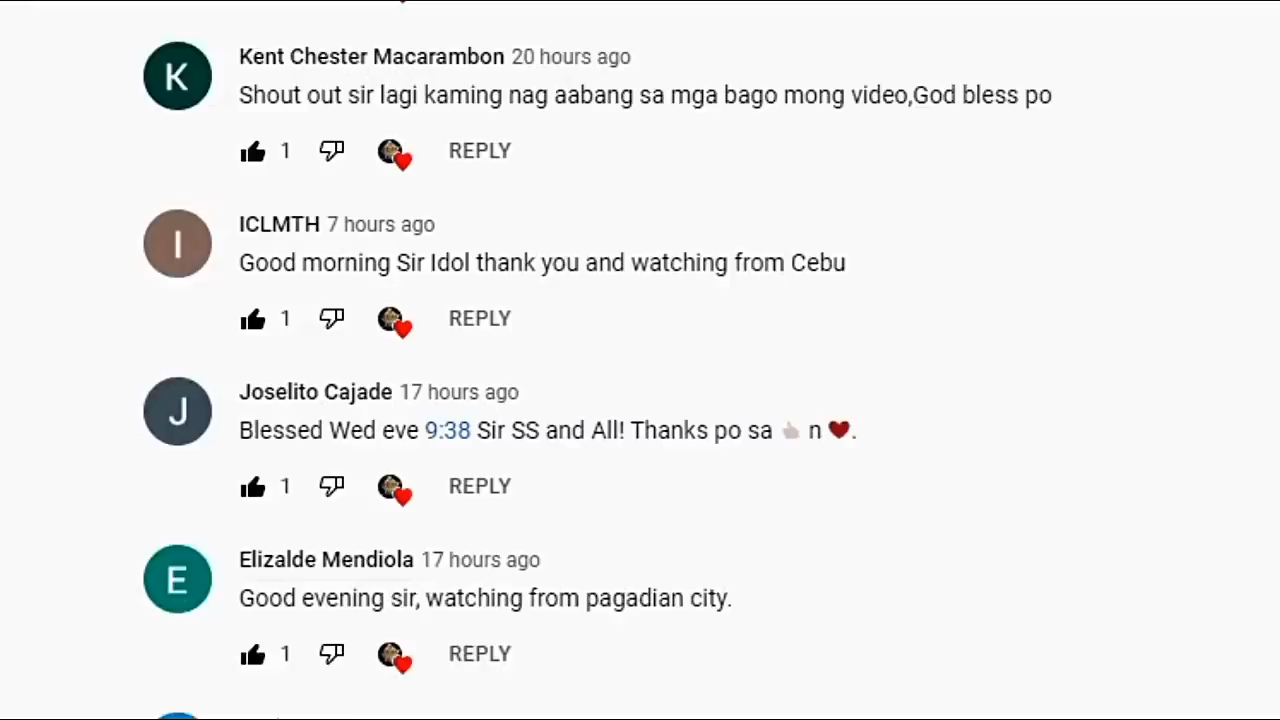 K
Kent Chester Macarambon 20 hours ago
Shout out sir lagi kaming nag aabang sa mga bago mong video,God bless po
1 REPLY
I
ICLMTH 7 hours ago
Good morning Sir Idol thank you and watching from Cebu
1 REPLY
J
Joselito Cajade 17 hours ago
Blessed Wed eve 9:38 Sir SS and All! Thanks po sa 👆🏻 n ❤.
1 REPLY
E
Elizalde Mendiola 17 hours ago
Good evening sir, watching from pagadian city.
1 REPLY